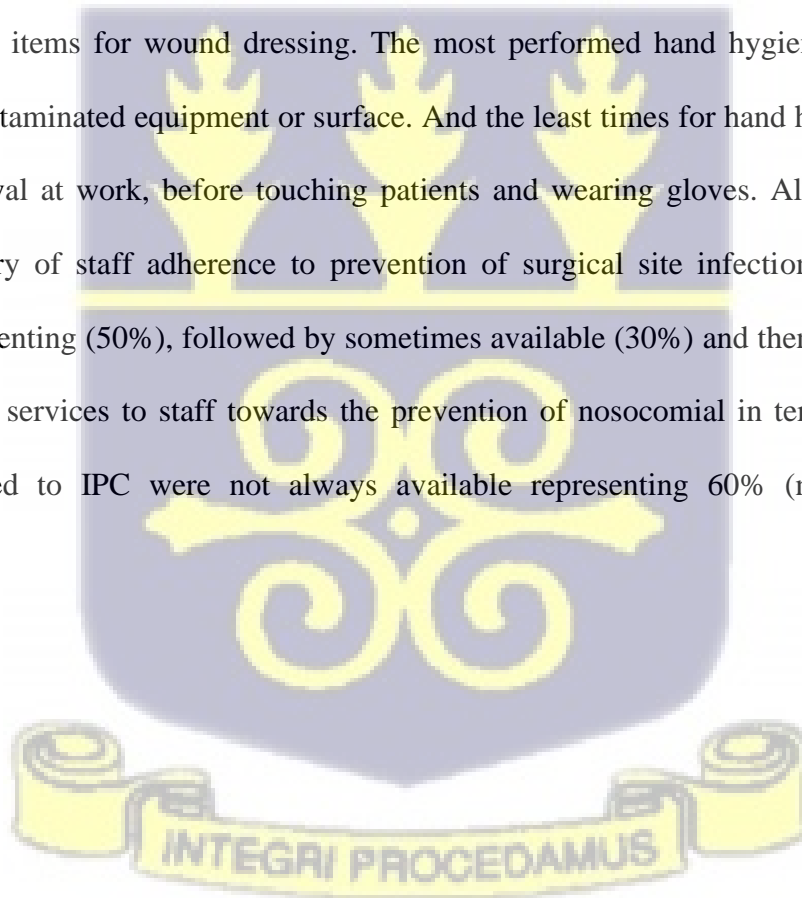 items for wound dressing. The most performed hand hygien
taminated equipment or surface. And the least times for hand h
val at work, before touching patients and wearing gloves. Al
ry of staff adherence to prevention of surgical site infection
enting (50%), followed by sometimes available (30%) and then
services to staff towards the prevention of nosocomial in ter
ed to IPC were not always available representing 60% (r
INTEGRI PROCEDAMUS